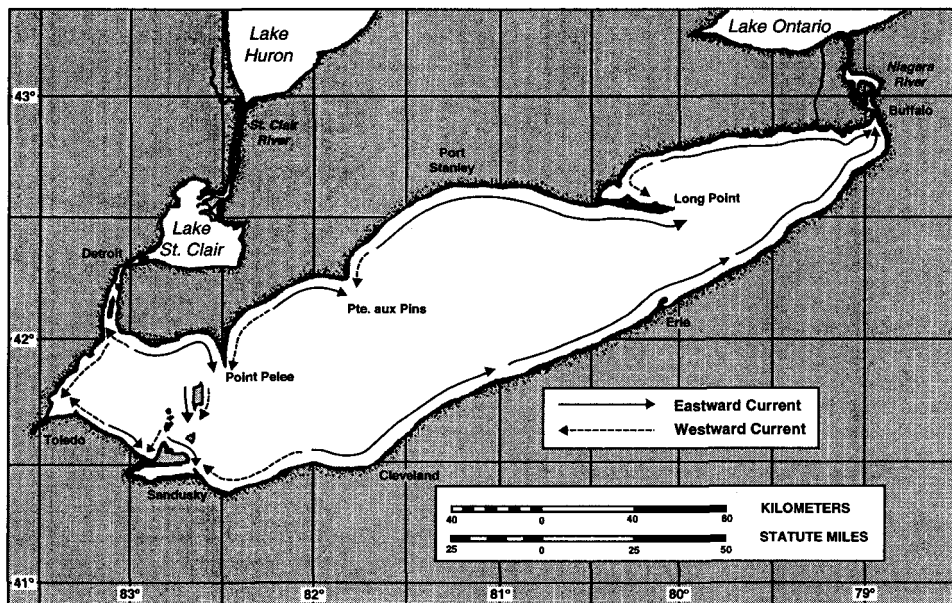 Lake
Huron
Lake Ontario
Niagara
River
43°
Buffalo
St. Clair
River
Port
Stanley
Long Point
Lake
St. Clair
Detroit
Pte. aux Pins
Erie
42°
Point Pelee
Eastward Current
Westward Current
Toledo
Cleveland
Sandusky
40 0 40 80 KILOMETERS
25 0 25 50 STATUTE MILES
41°
83° 82° 81° 80° 79°